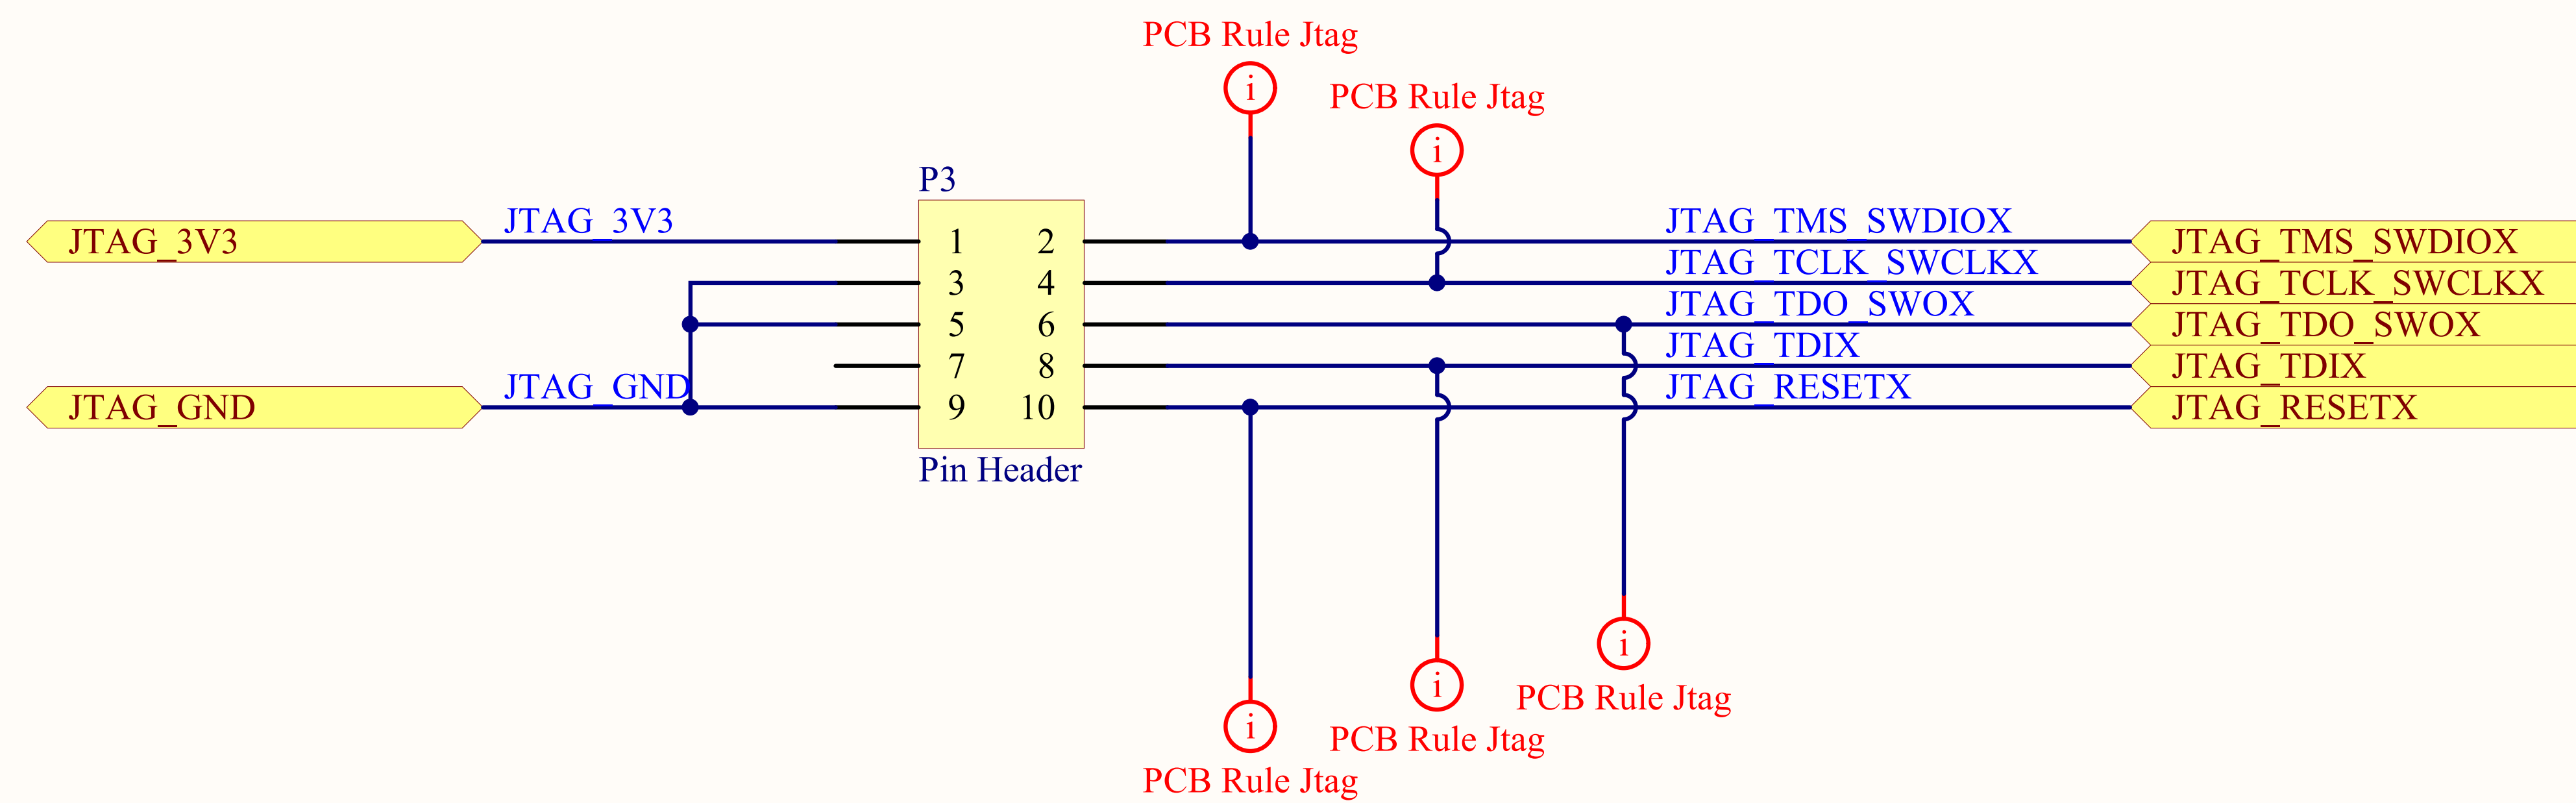 PCB Rule Jtag
i
PCB Rule Jtag
i
P3
JTAG_3V3 JTAG_3V3 1 2 JTAG_TMS_SWDIOX JTAG_TMS_SWDIOX
3 4 JTAG_TCLK_SWCLKX JTAG_TCLK_SWCLKX
5 6 JTAG_TDO_SWOX JTAG_TDO_SWOX
7 8 JTAG_TDIX JTAG_TDIX
JTAG_GND JTAG_GND 9 10 JTAG_RESETX JTAG_RESETX
Pin Header
i
PCB Rule Jtag
i
PCB Rule Jtag
i
PCB Rule Jtag